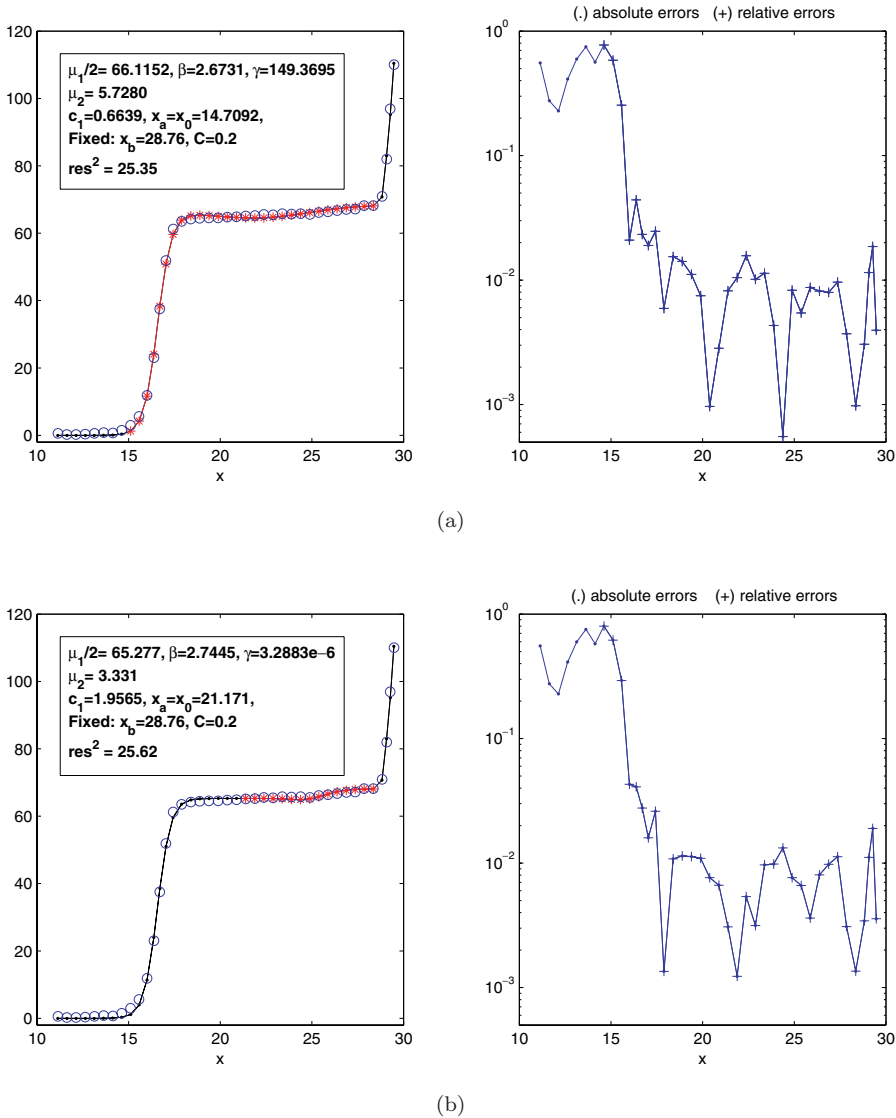 (.) absolute errors (+) relative errors
120
100
80
60
40
20
0
10 15 20 25 30
x
μ1/2= 66.1152, β=2.6731, γ=149.3695
μ2= 5.7280
c1=0.6639, xa=x0=14.7092,
Fixed: xb=28.76, C=0.2
res2 = 25.35
10^0
10^−1
10^−2
10^−3
10 15 20 25 30
x
(a)
(.) absolute errors (+) relative errors
120
100
80
60
40
20
0
10 15 20 25 30
x
μ1/2= 65.277, β=2.7445, γ=3.2883e−6
μ2= 3.331
c1=1.9565, xa=x0=21.171,
Fixed: xb=28.76, C=0.2
res2 = 25.62
10^0
10^−1
10^−2
10^−3
10 15 20 25 30
x
(b)